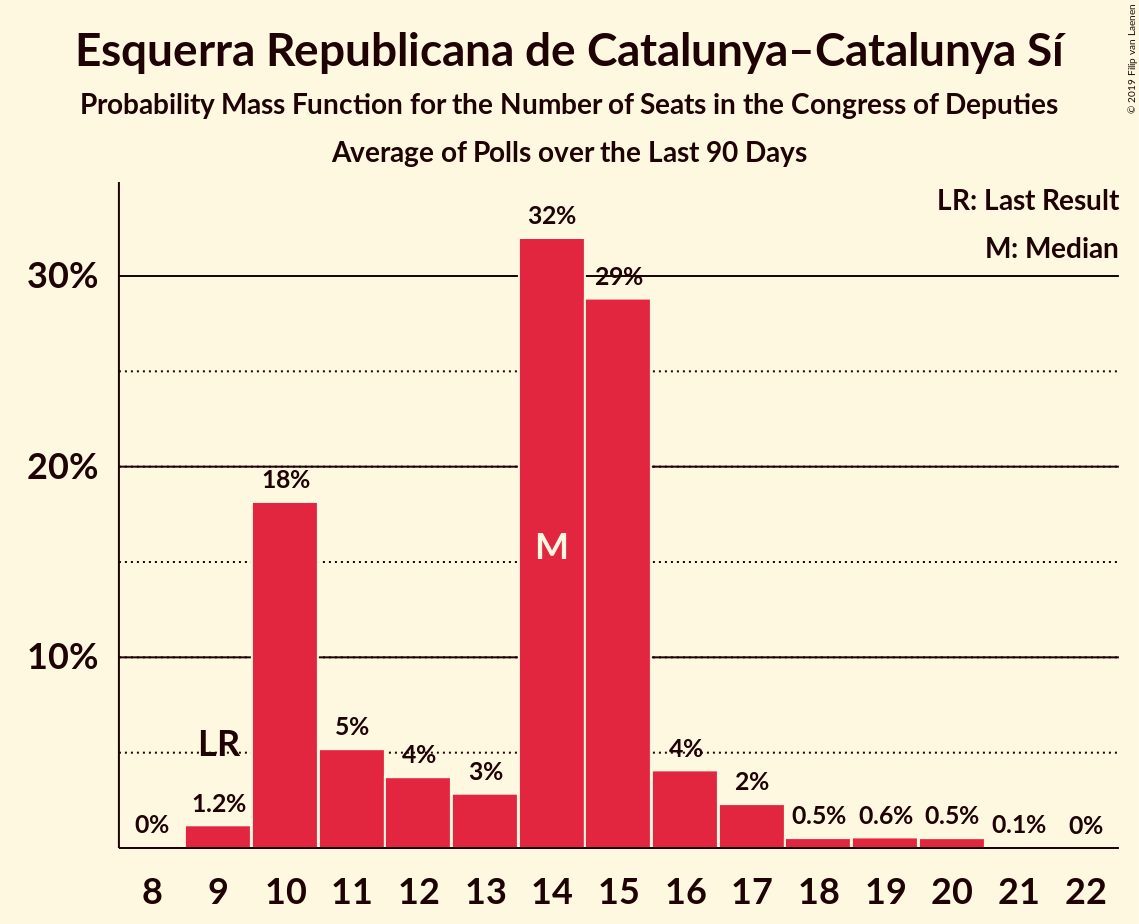 Esquerra Republicana de Catalunya–Catalunya Sí
Probability Mass Function for the Number of Seats in the Congress of Deputies
Average of Polls over the Last 90 Days
© 2019 Filip van Laenen
LR: Last Result
M: Median
30%
20%
10%
0%
1.2%
18%
5%
4%
3%
32%
29%
4%
2%
0.5%
0.6%
0.5%
0.1%
0%
LR
M
8 9 10 11 12 13 14 15 16 17 18 19 20 21 22